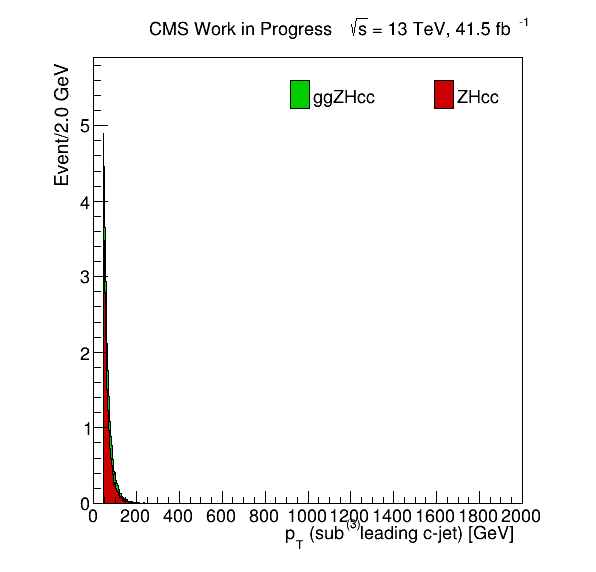 CMS Work in Progress √s = 13 TeV, 41.5 fb -1
Event/2.0 GeV
ggZHcc ZHcc
5
4
3
2
1
0
0 200 400 600 800 1000 1200 1400 1600 1800 2000
pT (sub(3)leading c-jet) [GeV]